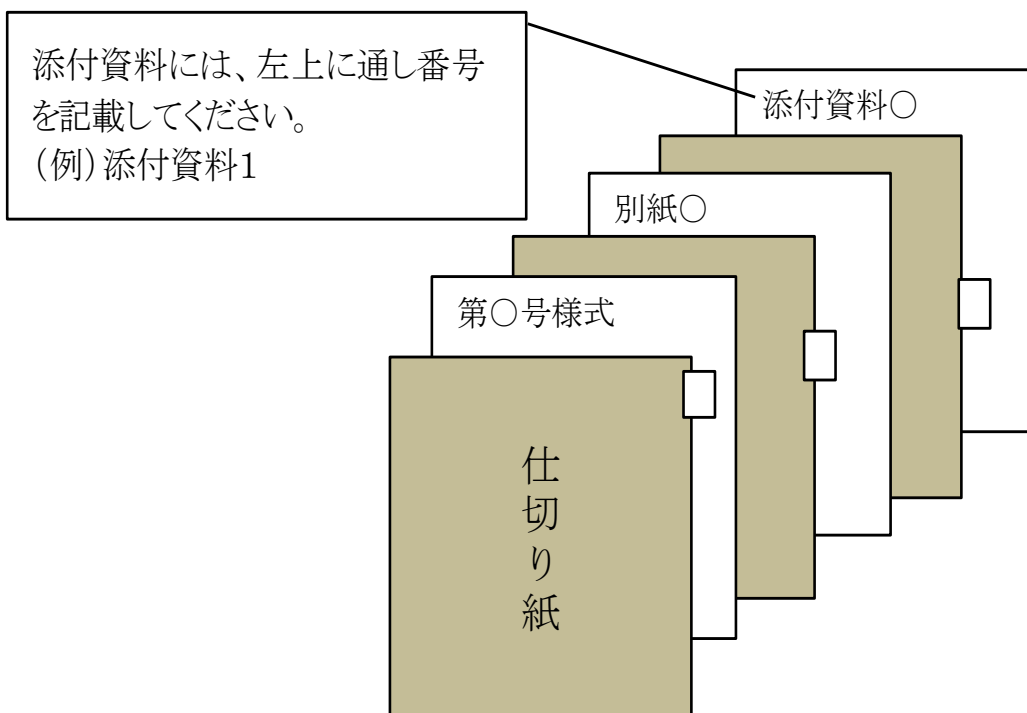 添付資料には、左上に通し番号
を記載してください。
(例)添付資料1
添付資料○
別紙○
第○号様式
仕切り紙